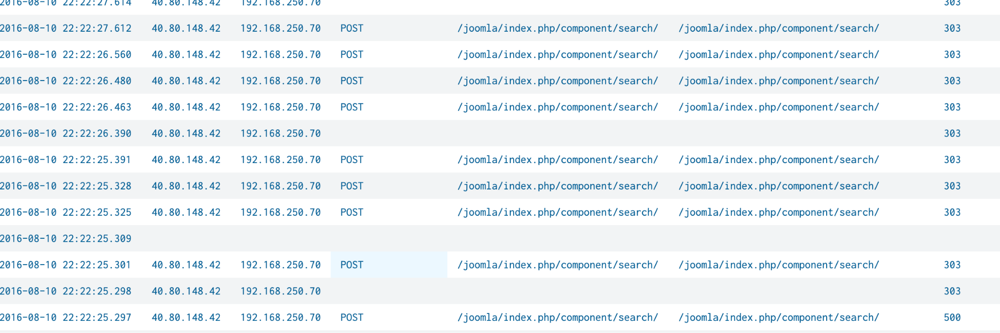 2016-08-10 22:22:27.614 40.80.148.42 192.168.250.70 303
2016-08-10 22:22:27.612 40.80.148.42 192.168.250.70 POST /joomla/index.php/component/search/ /joomla/index.php/component/search/ 303
2016-08-10 22:22:26.560 40.80.148.42 192.168.250.70 POST /joomla/index.php/component/search/ /joomla/index.php/component/search/ 303
2016-08-10 22:22:26.480 40.80.148.42 192.168.250.70 POST /joomla/index.php/component/search/ /joomla/index.php/component/search/ 303
2016-08-10 22:22:26.463 40.80.148.42 192.168.250.70 POST /joomla/index.php/component/search/ /joomla/index.php/component/search/ 303
2016-08-10 22:22:26.390 40.80.148.42 192.168.250.70 303
2016-08-10 22:22:25.391 40.80.148.42 192.168.250.70 POST /joomla/index.php/component/search/ /joomla/index.php/component/search/ 303
2016-08-10 22:22:25.328 40.80.148.42 192.168.250.70 POST /joomla/index.php/component/search/ /joomla/index.php/component/search/ 303
2016-08-10 22:22:25.325 40.80.148.42 192.168.250.70 POST /joomla/index.php/component/search/ /joomla/index.php/component/search/ 303
2016-08-10 22:22:25.309
2016-08-10 22:22:25.301 40.80.148.42 192.168.250.70 POST /joomla/index.php/component/search/ /joomla/index.php/component/search/ 303
2016-08-10 22:22:25.298 40.80.148.42 192.168.250.70 303
2016-08-10 22:22:25.297 40.80.148.42 192.168.250.70 POST /joomla/index.php/component/search/ /joomla/index.php/component/search/ 500